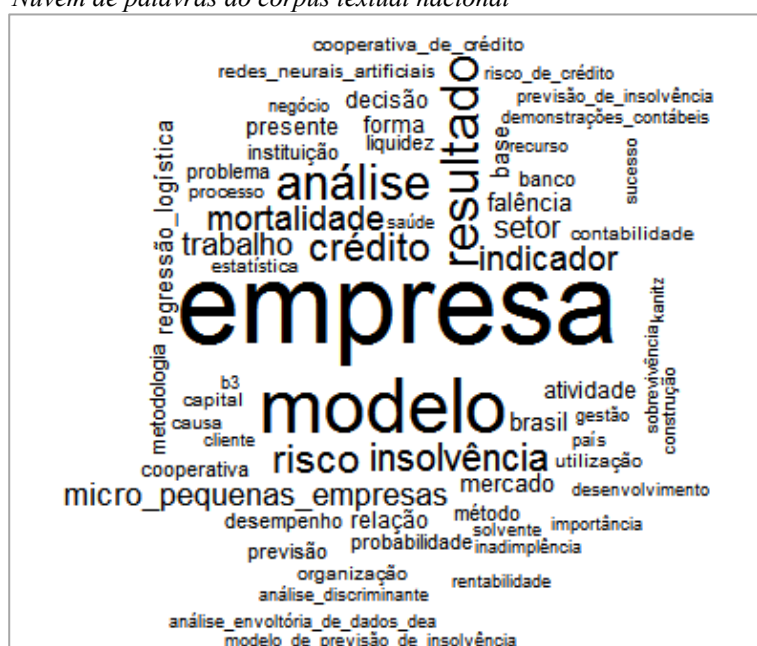 Nuvem de palavras do corpus textual nacional
cooperativa_de_crédito
redes_neurais_artificiais
risco_de_crédito
negócio
decisão
resultado
previsão_de_insolvência
presente
forma
base
demonstrações_contábeis
instituição
liquidez
recurso
problema
análise
banco
sucesso
processo
falência
regressão_logística
mortalidade
saúde
setor
contabilidade
trabalho
crédito
indicador
estatística
empresa
metodologia
b3
capital
modelo
atividade
sobrevivência
kanitz
causa
brasil
gestão
construção
cliente
país
cooperativa
risco
insolvência
utilização
micro_pequenas_empresas
mercado
desenvolvimento
desempenho
relação
método
solvente
importância
previsão
probabilidade
inadimplência
organização
rentabilidade
análise_discriminante
análise_envoltória_de_dados_dea
modelo_de_previsão_de_insolvência